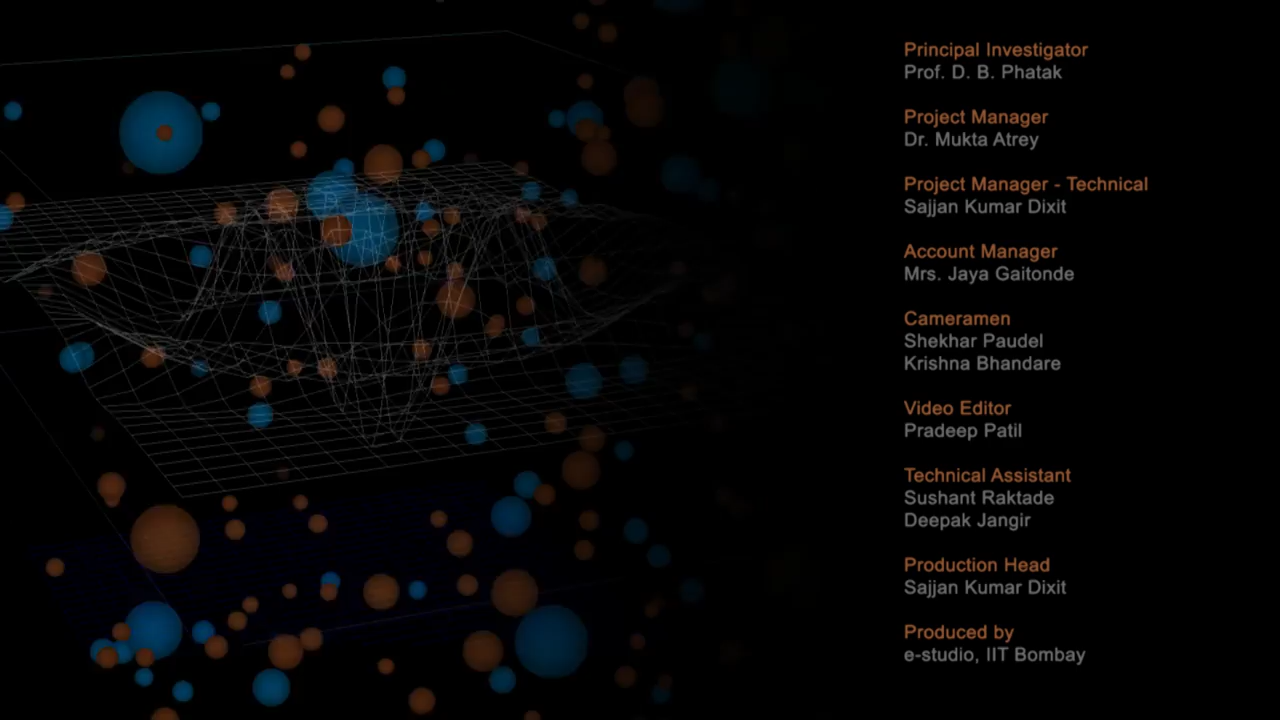 Principal Investigator
Prof. D. B. Phatak
Project Manager
Dr. Mukta Atrey
Project Manager - Technical
Sajjan Kumar Dixit
Account Manager
Mrs. Jaya Gaitonde
Cameramen
Shekhar Paudel
Krishna Bhandare
Video Editor
Pradeep Patil
Technical Assistant
Sushant Raktade
Deepak Jangir
Production Head
Sajjan Kumar Dixit
Produced by
e-studio, IIT Bombay